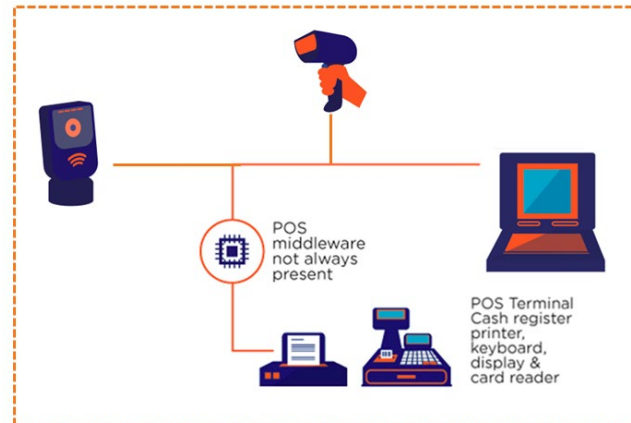 POS
middleware
not always
present
POS Terminal
Cash register
printer,
keyboard,
display &
card reader